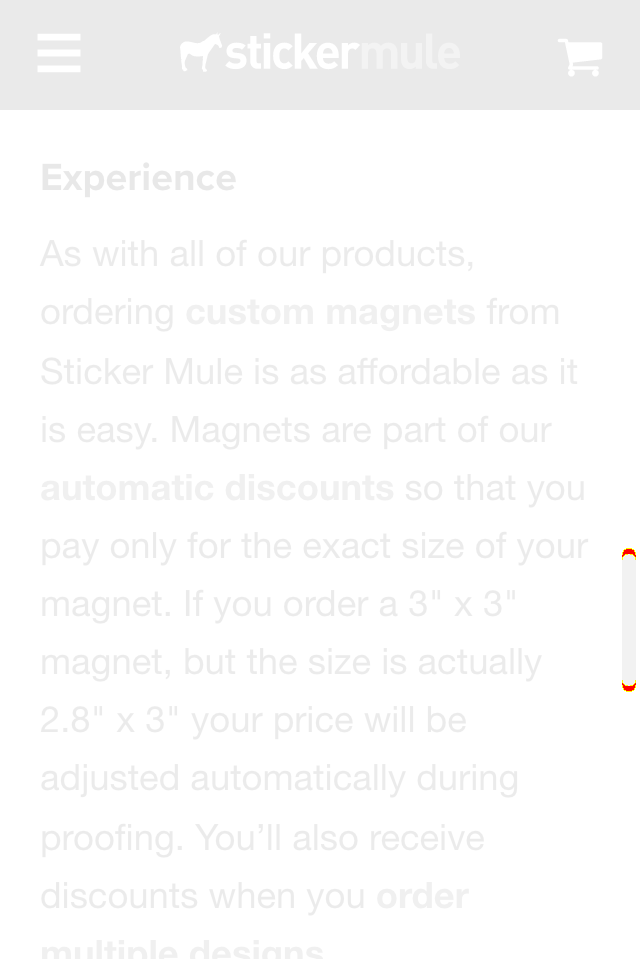 stickermule
Experience
As with all of our products,
ordering custom magnets from
Sticker Mule is as affordable as it
is easy. Magnets are part of our
automatic discounts so that you
pay only for the exact size of your
magnet. If you order a 3" x 3"
magnet, but the size is actually
2.8" x 3" your price will be
adjusted automatically during
proofing. You’ll also receive
discounts when you order
multiple designs